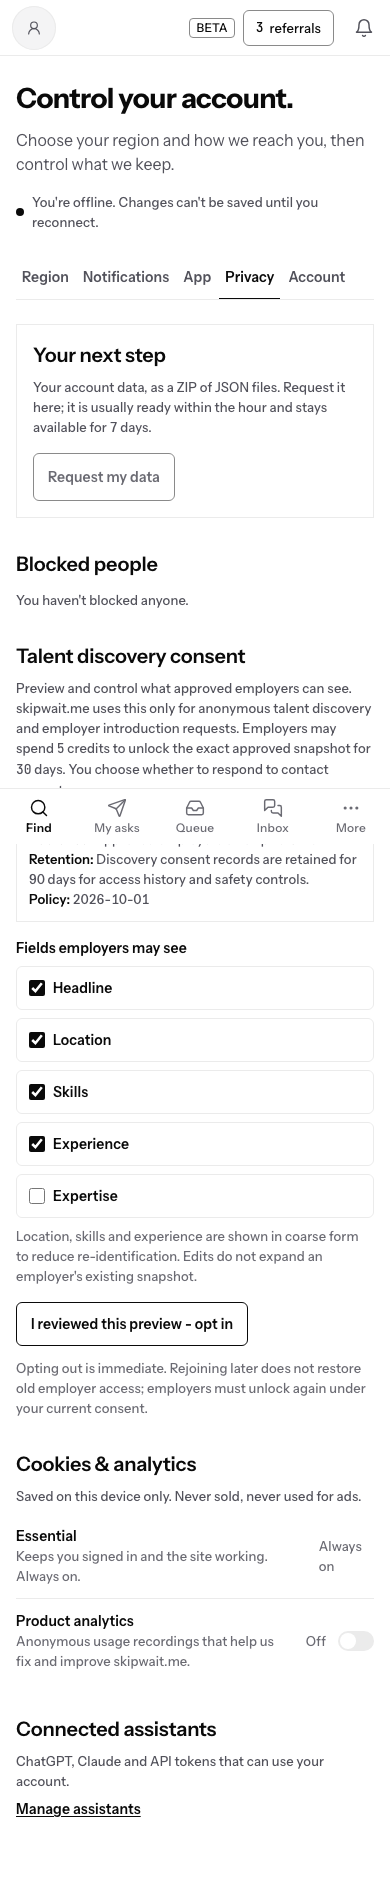 BETA
3 referrals
Control your account.
Choose your region and how we reach you, then
control what we keep.
You're offline. Changes can't be saved until you
reconnect.
Region Notifications App Privacy Account
Your next step
Your account data, as a ZIP of JSON files. Request it
here; it is usually ready within the hour and stays
available for 7 days.
Request my data
Blocked people
You haven't blocked anyone.
Talent discovery consent
Preview and control what approved employers can see.
skipwait.me uses this only for anonymous talent discovery
and employer introduction requests. Employers may
spend 5 credits to unlock the exact approved snapshot for
30 days. You choose whether to respond to contact
Find My asks Queue Inbox More
Retention: Discovery consent records are retained for
90 days for access history and safety controls.
Policy: 2026-10-01
Fields employers may see
Headline
Location
Skills
Experience
Expertise
Location, skills and experience are shown in coarse form
to reduce re-identification. Edits do not expand an
employer's existing snapshot.
I reviewed this preview - opt in
Opting out is immediate. Rejoining later does not restore
old employer access; employers must unlock again under
your current consent.
Cookies & analytics
Saved on this device only. Never sold, never used for ads.
Essential
Keeps you signed in and the site working.
Always on.
Always
on
Product analytics
Anonymous usage recordings that help us
fix and improve skipwait.me.
Off
Connected assistants
ChatGPT, Claude and API tokens that can use your
account.
Manage assistants